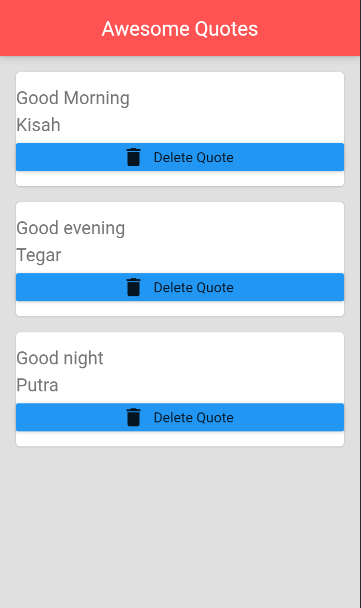 Awesome Quotes
Good Morning
Kisah
Delete Quote
Good evening
Tegar
Delete Quote
Good night
Putra
Delete Quote